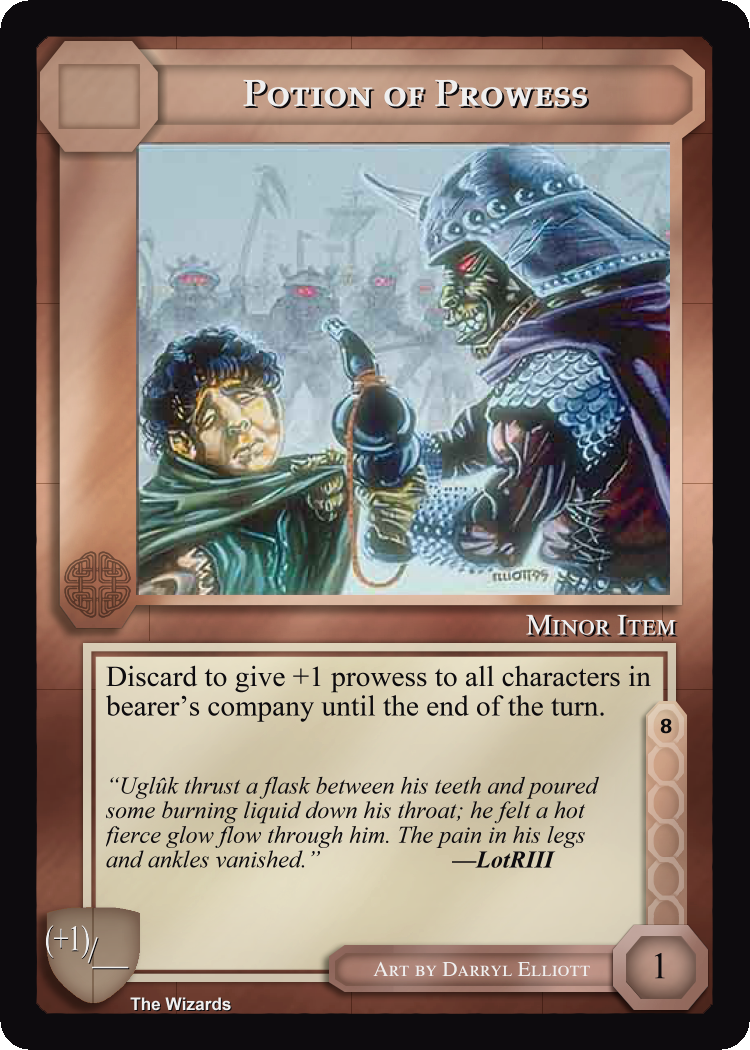 Potion of Prowess
ELLIOTT 95
Minor Item
Discard to give +1 prowess to all characters in
bearer's company until the end of the turn.
8
“Uglûk thrust a flask between his teeth and poured
some burning liquid down his throat; he felt a hot
fierce glow flow through him. The pain in his legs
and ankles vanished.” —LotRIII
(+1)/__
Art by Darryl Elliott
1
The Wizards